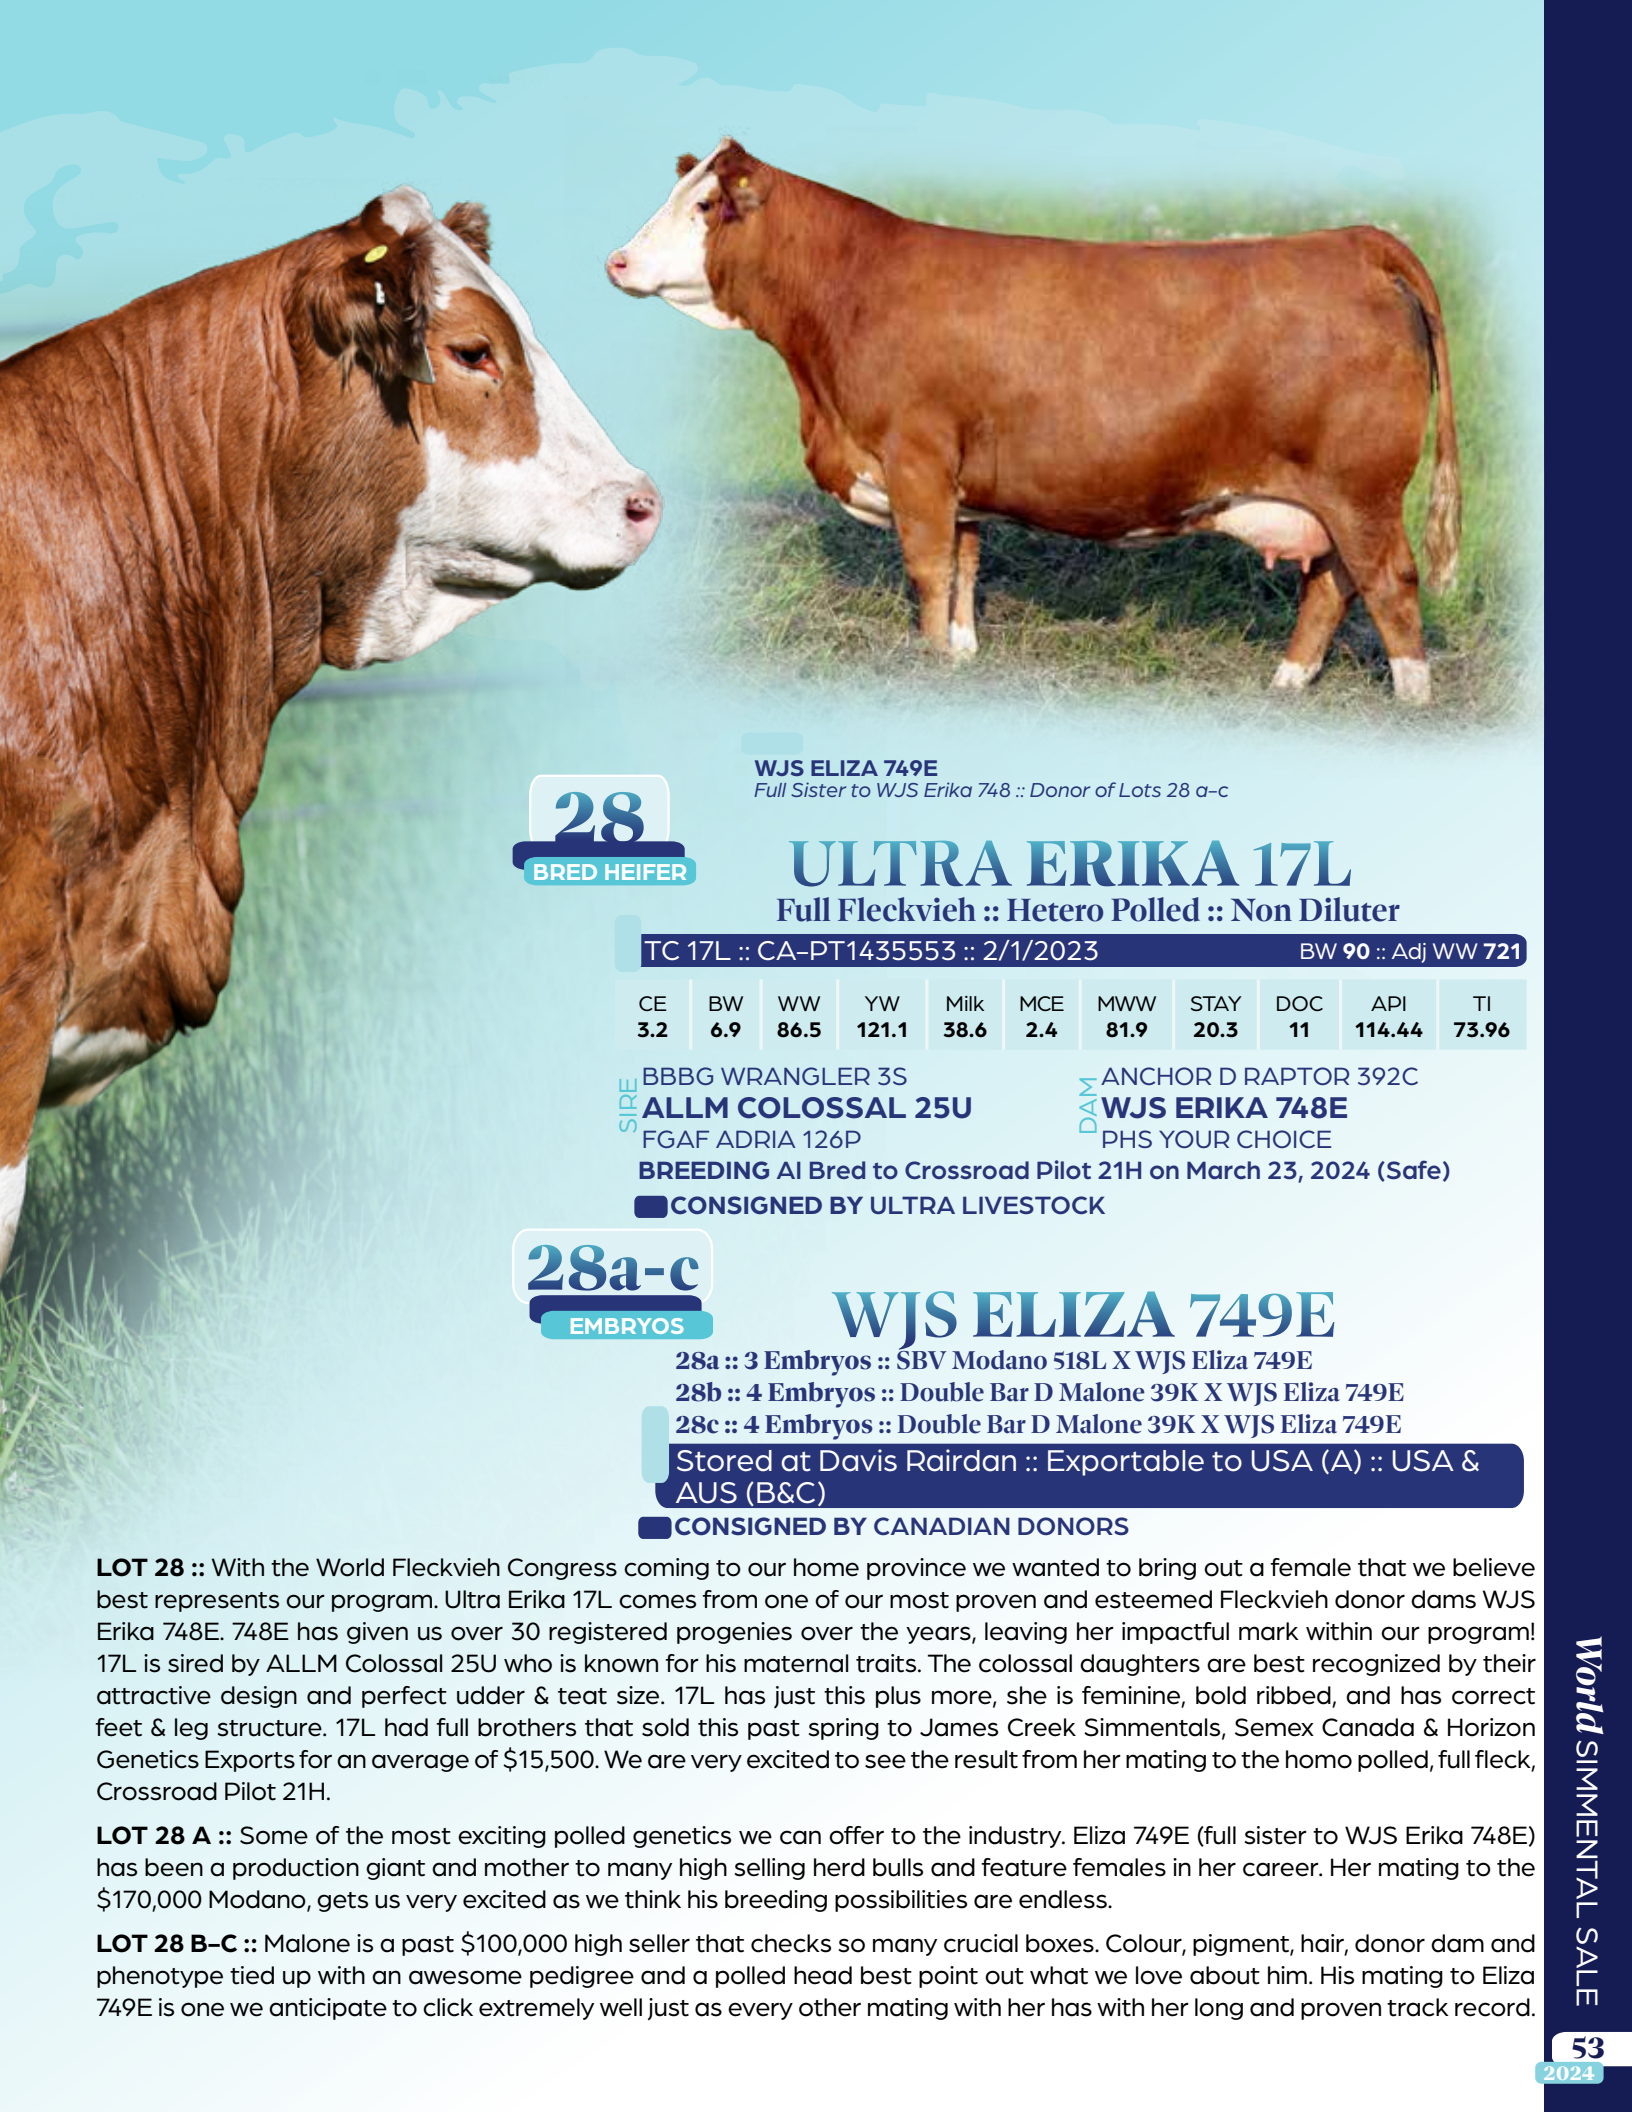 WJS ELIZA 749E
Full Sister to WJS Erika 748 :: Donor of Lots 28 a-c
28
BRED HEIFER
ULTRA ERIKA 17L
Full Fleckvieh :: Hetero Polled :: Non Diluter
TC 17L :: CA-PT1435553 :: 2/1/2023 BW 90 :: Adj WW 721
CE BW WW YW Milk MCE MWW STAY DOC API TI
3.2 6.9 86.5 121.1 38.6 2.4 81.9 20.3 11 114.44 73.96
SIRE
BBBG WRANGLER 3S
ALLM COLOSSAL 25U
FGAF ADRIA 126P
DAM
ANCHOR D RAPTOR 392C
WJS ERIKA 748E
PHS YOUR CHOICE
BREEDING AI Bred to Crossroad Pilot 21H on March 23, 2024 (Safe)
CONSIGNED BY ULTRA LIVESTOCK
28a-c
EMBRYOS
WJS ELIZA 749E
28a :: 3 Embryos :: SBV Modano 518L X WJS Eliza 749E
28b :: 4 Embryos :: Double Bar D Malone 39K X WJS Eliza 749E
28c :: 4 Embryos :: Double Bar D Malone 39K X WJS Eliza 749E
Stored at Davis Rairdan :: Exportable to USA (A) :: USA &
AUS (B&C)
CONSIGNED BY CANADIAN DONORS
LOT 28 :: With the World Fleckvieh Congress coming to our home province we wanted to bring out a female that we believe
best represents our program. Ultra Erika 17L comes from one of our most proven and esteemed Fleckvieh donor dams WJS
Erika 748E. 748E has given us over 30 registered progenies over the years, leaving her impactful mark within our program!
17L is sired by ALLM Colossal 25U who is known for his maternal traits. The colossal daughters are best recognized by their
attractive design and perfect udder & teat size. 17L has just this plus more, she is feminine, bold ribbed, and has correct
feet & leg structure. 17L had full brothers that sold this past spring to James Creek Simmentals, Semex Canada & Horizon
Genetics Exports for an average of $15,500. We are very excited to see the result from her mating to the homo polled, full fleck,
Crossroad Pilot 21H.
LOT 28 A :: Some of the most exciting polled genetics we can offer to the industry. Eliza 749E (full sister to WJS Erika 748E)
has been a production giant and mother to many high selling herd bulls and feature females in her career. Her mating to the
$170,000 Modano, gets us very excited as we think his breeding possibilities are endless.
LOT 28 B-C :: Malone is a past $100,000 high seller that checks so many crucial boxes. Colour, pigment, hair, donor dam and
phenotype tied up with an awesome pedigree and a polled head best point out what we love about him. His mating to Eliza
749E is one we anticipate to click extremely well just as every other mating with her has with her long and proven track record.
World SIMMENTAL SALE
53
2024